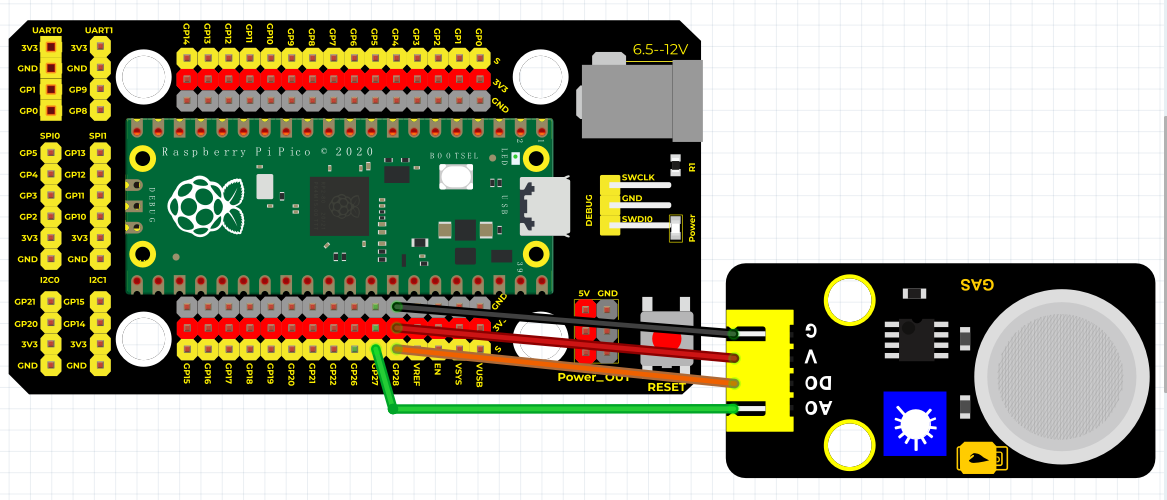 UART0
UART1
3V3
GND
GP1
GP0
3V3
GND
GP9
GP8
SPI0
SPI1
GP5
GP4
GP3
GP2
3V3
GND
GP13
GP12
GP11
GP10
3V3
GND
I2C0
I2C1
GP21
GP20
3V3
GND
GP15
GP14
3V3
GND
GP14
GP13
GP12
GP11
GP10
GP9
GP8
GP7
GP6
GP5
GP4
GP3
GP2
GP1
GP0
S
3V3
GND
6.5--12V
Raspberry Pi Pico © 2020
BOOTSEL
LED
USB
DEBUG
2
1
39
DEBUG
SWCLK
GND
SWDI0
R1
Power
GND
3V3
S
GP15
GP16
GP17
GP18
GP19
GP20
GP21
GP22
GP26
GP27
GP28
VREF
EN
VSYS
VUSB
5V
GND
Power_OUT
RESET
GAS
G
V
DO
AO